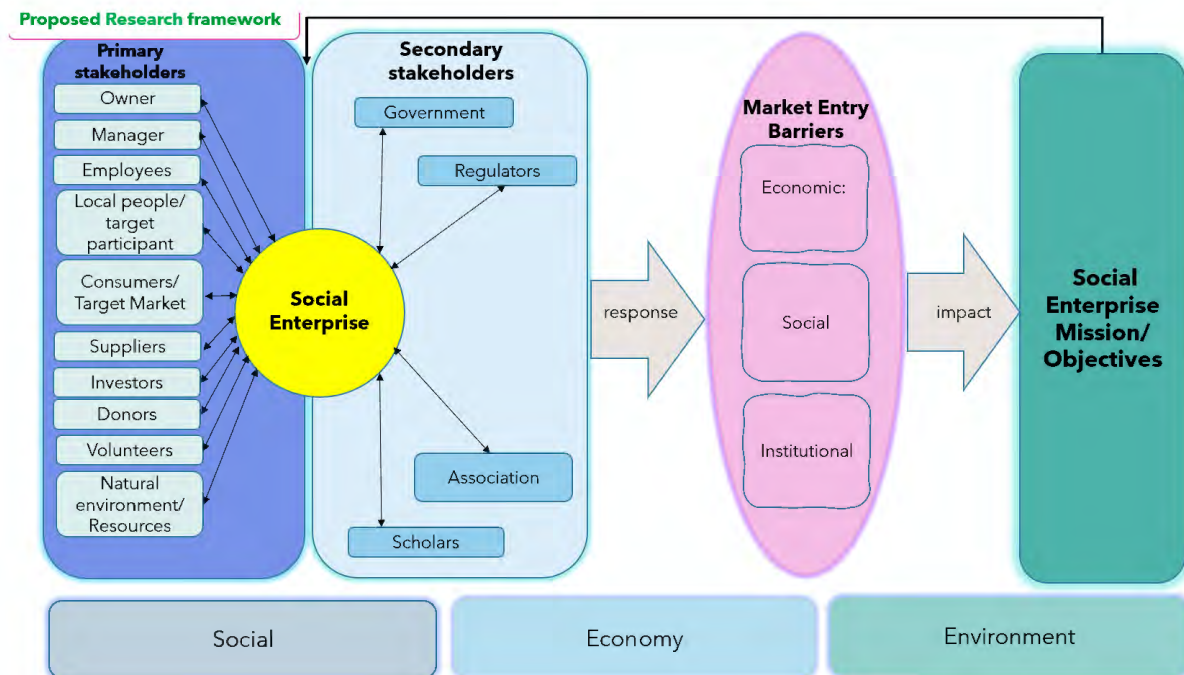 Proposed Research framework
Primary
stakeholders
Owner
Manager
Employees
Local people/
target
participant
Consumers/
Target Market
Suppliers
Investors
Donors
Volunteers
Natural
environment/
Resources
Social
Enterprise
Secondary
stakeholders
Government
Regulators
Association
Scholars
response
Market Entry
Barriers
Economic:
Social
Institutional
impact
Social
Enterprise
Mission/
Objectives
Social
Economy
Environment